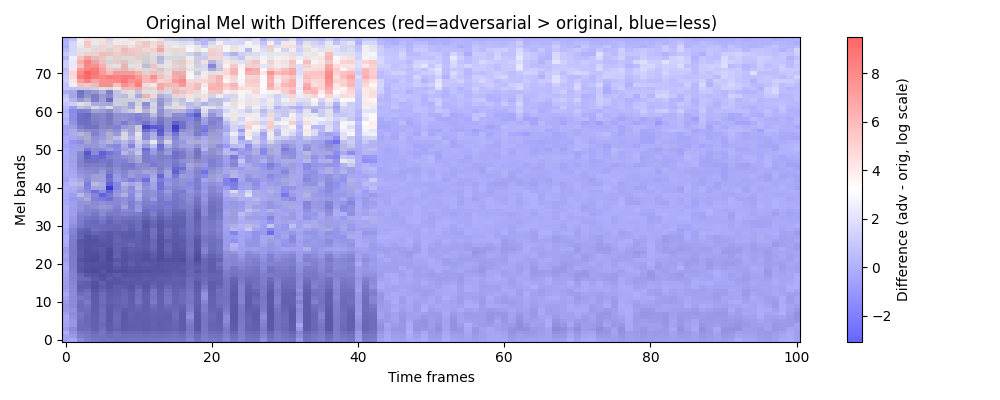 Original Mel with Differences (red=adversarial > original, blue=less)
Mel bands
70
60
50
40
30
20
10
0
0 20 40 60 80 100
Time frames
8
6
4
2
0
−2
Difference (adv - orig, log scale)